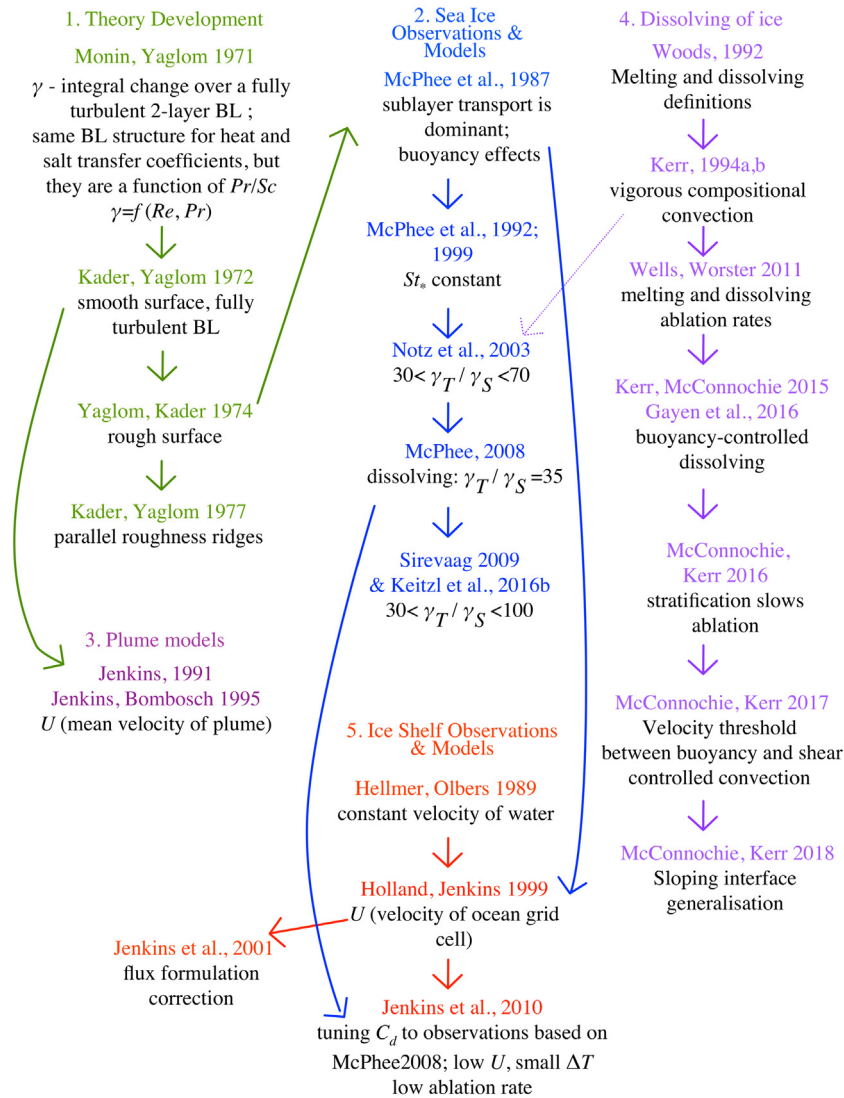 1. Theory Development
Monin, Yaglom 1971
γ - integral change over a fully
turbulent 2-layer BL ;
same BL structure for heat and
salt transfer coefficients, but
they are a function of Pr/Sc
γ=f (Re, Pr)
Kader, Yaglom 1972
smooth surface, fully
turbulent BL
Yaglom, Kader 1974
rough surface
Kader, Yaglom 1977
parallel roughness ridges
2. Sea Ice
Observations &
Models
McPhee et al., 1987
sublayer transport is
dominant;
buoyancy effects
McPhee et al., 1992;
1999
St* constant
Notz et al., 2003
30< γT / γS <70
McPhee, 2008
dissolving: γT / γS =35
Sirevaag 2009
& Keitzl et al., 2016b
30< γT / γS <100
3. Plume models
Jenkins, 1991
Jenkins, Bombosch 1995
U (mean velocity of plume)
4. Dissolving of ice
Woods, 1992
Melting and dissolving
definitions
Kerr, 1994a,b
vigorous compositional
convection
Wells, Worster 2011
melting and dissolving
ablation rates
Kerr, McConnochie 2015
Gayen et al., 2016
buoyancy-controlled
dissolving
McConnochie,
Kerr 2016
stratification slows
ablation
McConnochie, Kerr 2017
Velocity threshold
between buoyancy and shear
controlled convection
McConnochie, Kerr 2018
Sloping interface
generalisation
5. Ice Shelf Observations
& Models
Hellmer, Olbers 1989
constant velocity of water
Holland, Jenkins 1999
U (velocity of ocean grid
cell)
Jenkins et al., 2001
flux formulation
correction
Jenkins et al., 2010
tuning Cd to observations based on
McPhee2008; low U, small ΔT
low ablation rate